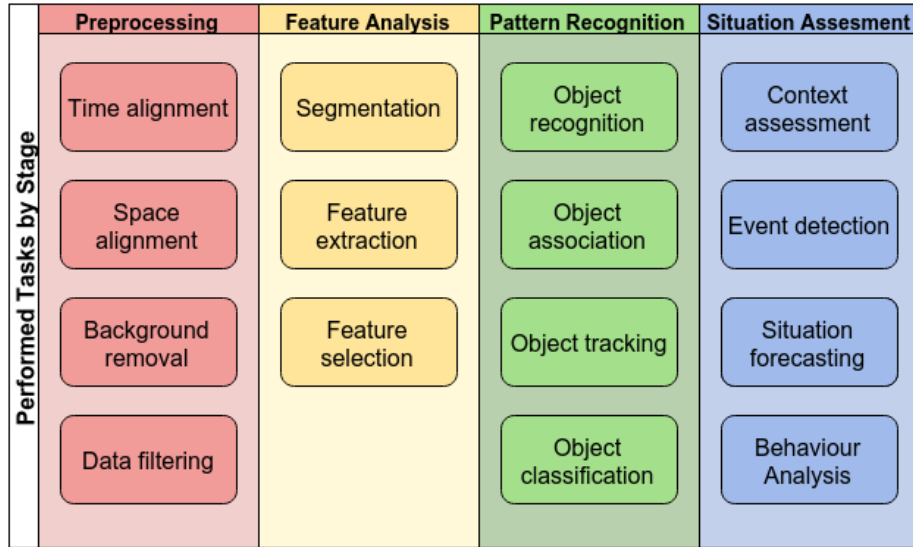 Preprocessing
Feature Analysis
Pattern Recognition
Situation Assesment
Performed Tasks by Stage
Time alignment
Space
alignment
Background
removal
Data filtering
Segmentation
Feature
extraction
Feature
selection
Object
recognition
Object
association
Object tracking
Object
classification
Context
assessment
Event detection
Situation
forecasting
Behaviour
Analysis